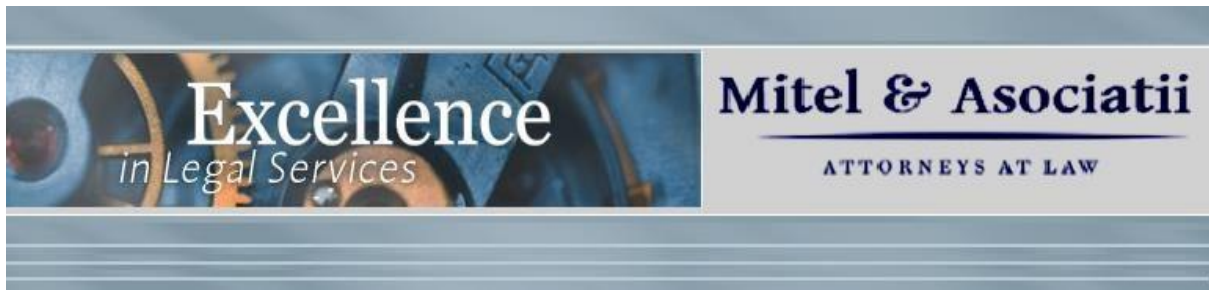 Excellence
in Legal Services
Mitel & Asociatii
ATTORNEYS AT LAW